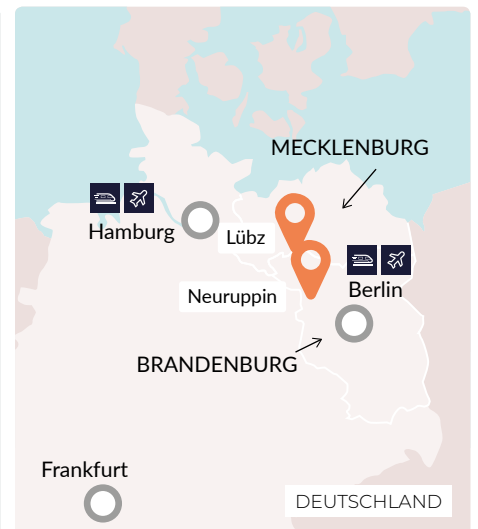 MECKLENBURG
Hamburg
Lübz
Neuruppin
Berlin
BRANDENBURG
Frankfurt
DEUTSCHLAND